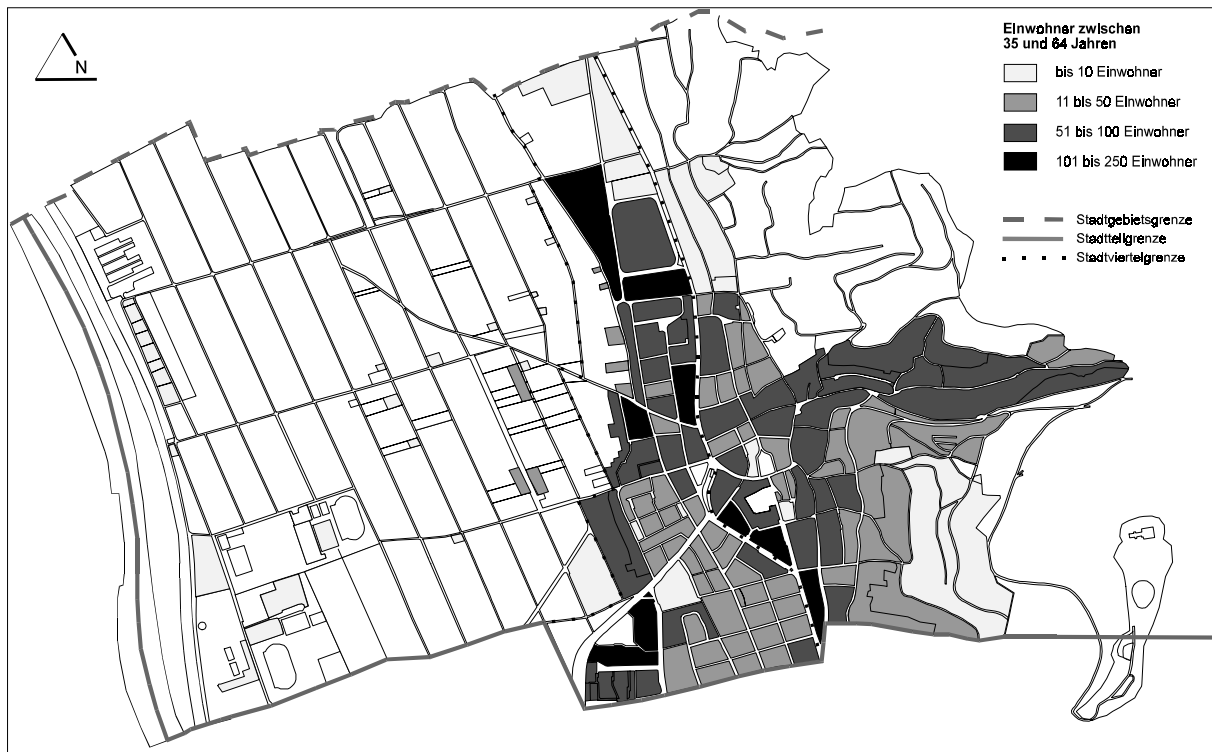 N
Einwohner zwischen
35 und 64 Jahren
bis 10 Einwohner
11 bis 50 Einwohner
51 bis 100 Einwohner
101 bis 250 Einwohner
Stadtgebietsgrenze
Stadtteilgrenze
Stadtviertelgrenze